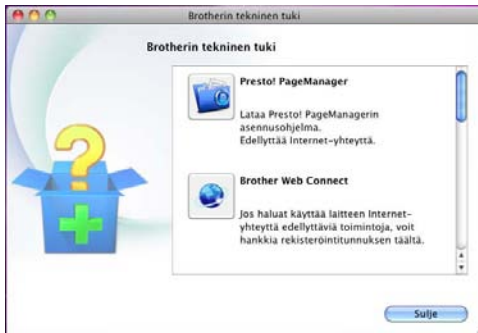 Brotherin tekninen tuki
Brotherin tekninen tuki
Presto! PageManager
Lataa Presto! PageManagerin
asennusohjelma.
Edellyttää Internet-yhteyttä.
Brother Web Connect
Jos haluat käyttää laitteen Internet-
yhteyttä edellyttäviä toimintoja, voit
hankkia rekisteröintitunnuksen täältä.
Sulje